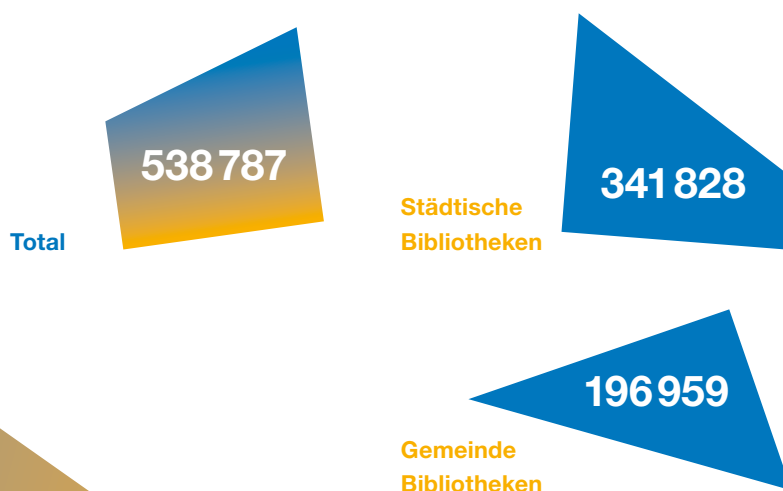 538 787
Total
341 828
Städtische
Bibliotheken
196 959
Gemeinde
Bibliotheken